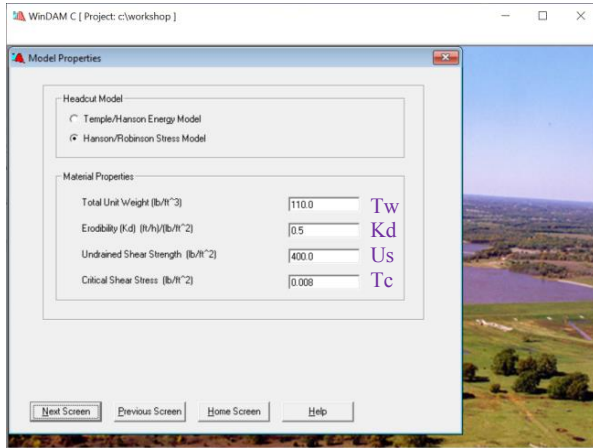 WinDAM C [ Project: c:\workshop ]
Model Properties
Headcut Model
Temple/Hanson Energy Model
Hanson/Robinson Stress Model
Material Properties
Total Unit Weight (lb/ft^3) 110.0 Tw
Erodibility (Kd) (ft/h)/(lb/ft^2) 0.5 Kd
Undrained Shear Strength (lb/ft^2) 400.0 Us
Critical Shear Stress (lb/ft^2) 0.008 Tc
Next Screen Previous Screen Home Screen Help